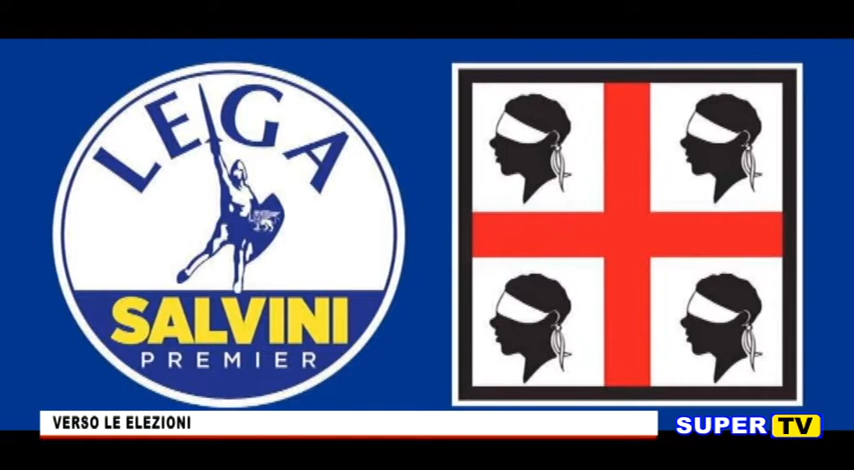 LEGA
SALVINI
PREMIER
VERSO LE ELEZIONI
SUPER TV